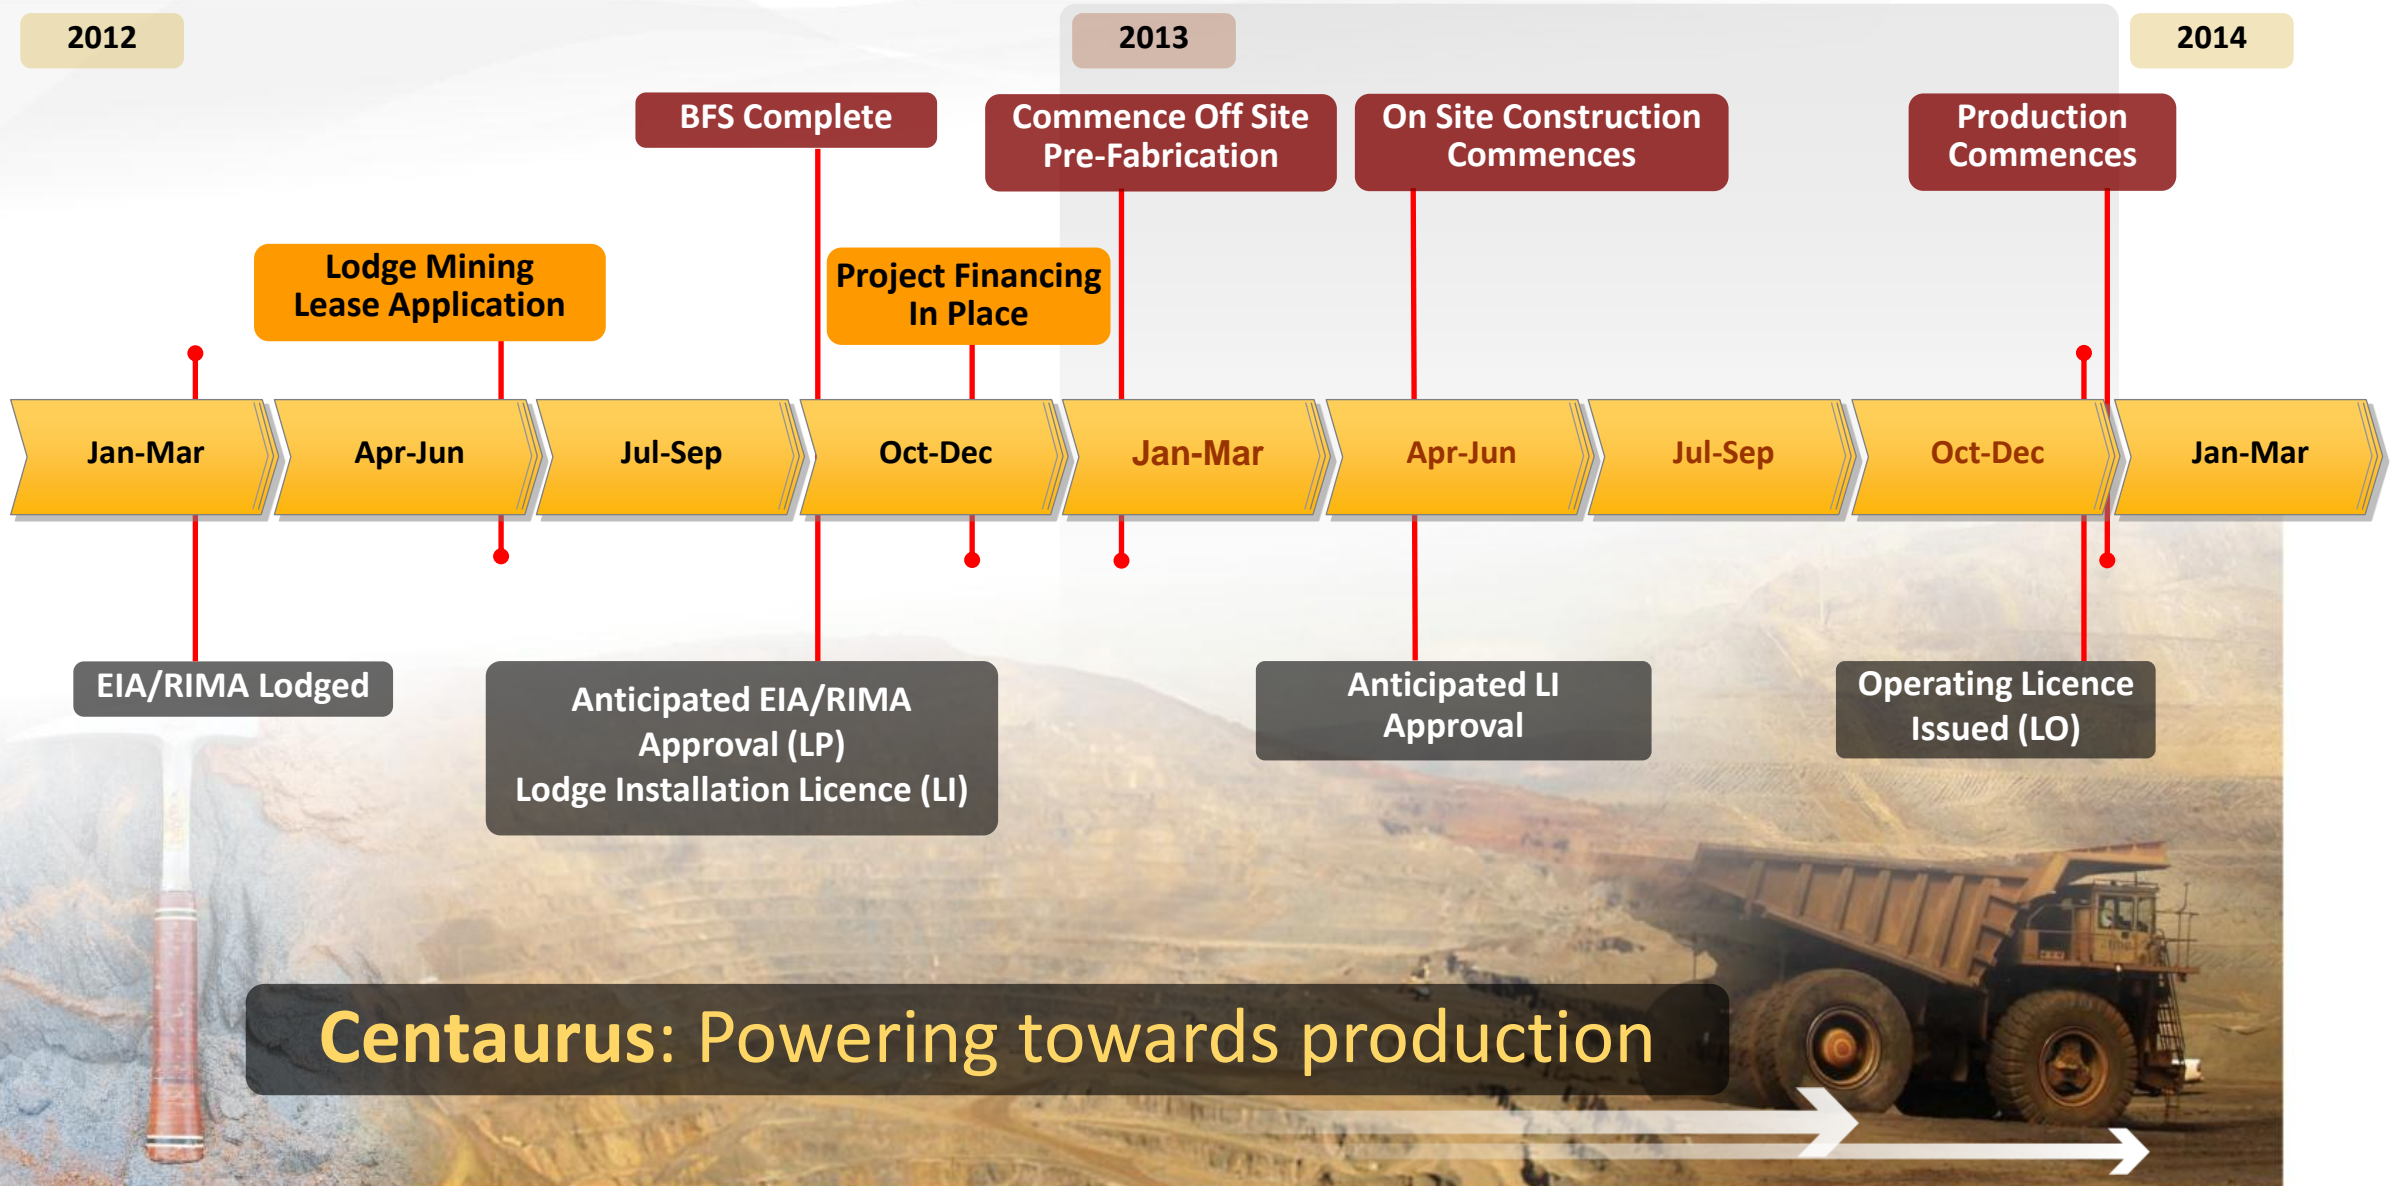 2012
2013
2014
BFS Complete
Commence Off Site
Pre-Fabrication
On Site Construction
Commences
Production
Commences
Lodge Mining
Lease Application
Project Financing
In Place
Jan-Mar
Apr-Jun
Jul-Sep
Oct-Dec
Jan-Mar
Apr-Jun
Jul-Sep
Oct-Dec
Jan-Mar
EIA/RIMA Lodged
Anticipated EIA/RIMA
Approval (LP)
Lodge Installation Licence (LI)
Anticipated LI
Approval
Operating Licence
Issued (LO)
Centaurus: Powering towards production